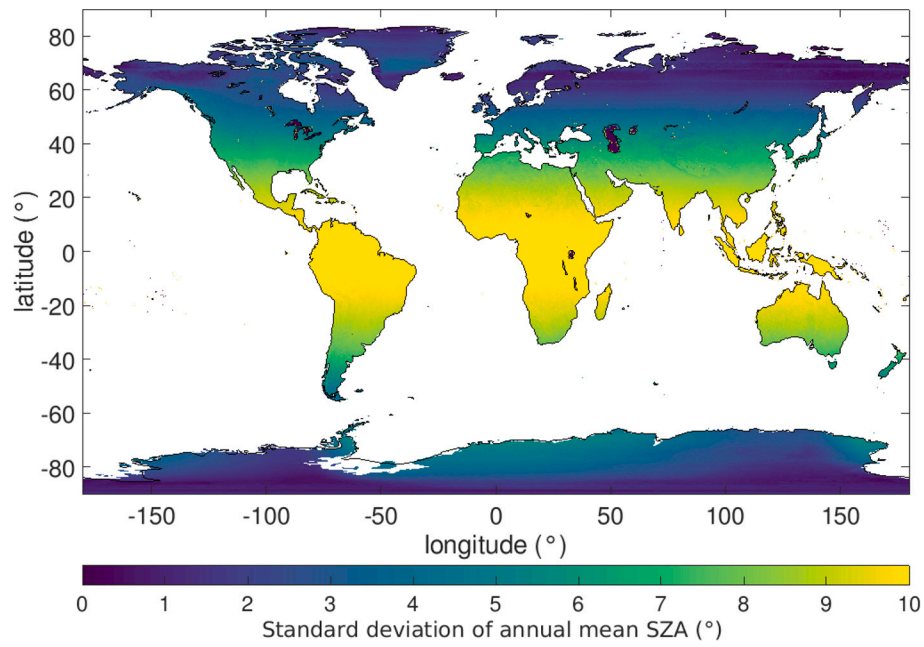 80
60
40
20
0
-20
-40
-60
-80
latitude (°)
-150 -100 -50 0 50 100 150
longitude (°)
0 1 2 3 4 5 6 7 8 9 10
Standard deviation of annual mean SZA (°)